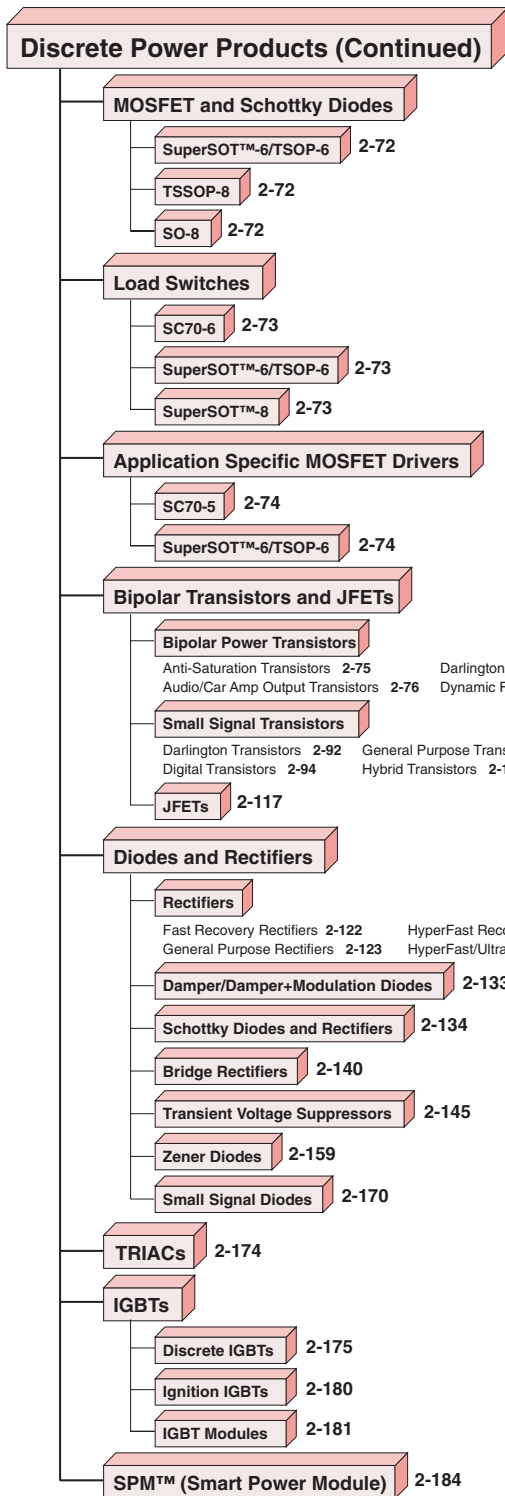 Discrete Power Products (Continued)
MOSFET and Schottky Diodes
SuperSOT™-6/TSOP-6 2-72
TSSOP-8 2-72
SO-8 2-72
Load Switches
SC70-6 2-73
SuperSOT™-6/TSOP-6 2-73
SuperSOT™-8 2-73
Application Specific MOSFET Drivers
SC70-5 2-74
SuperSOT™-6/TSOP-6 2-74
Bipolar Transistors and JFETs
Bipolar Power Transistors
Anti-Saturation Transistors 2-75 Darlington
Audio/Car Amp Output Transistors 2-76 Dynamic
Small Signal Transistors
Darlington Transistors 2-92 General Purpose
Digital Transistors 2-94 Hybrid Transistors
JFETs 2-117
Diodes and Rectifiers
Rectifiers
Fast Recovery Rectifiers 2-122 HyperFast
General Purpose Rectifiers 2-123
Damper/Damper+Modulation Diodes 2-133
Schottky Diodes and Rectifiers 2-134
Bridge Rectifiers 2-140
Transient Voltage Suppressors 2-145
Zener Diodes 2-159
Small Signal Diodes 2-170
TRIACs 2-174
IGBTs
Discrete IGBTs 2-175
Ignition IGBTs 2-180
IGBT Modules 2-181
SPM™ (Smart Power Module) 2-184